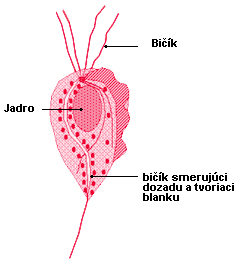 Bičík
Jadro
bičík smerujúci
dozadu a tvoriaci
blanku